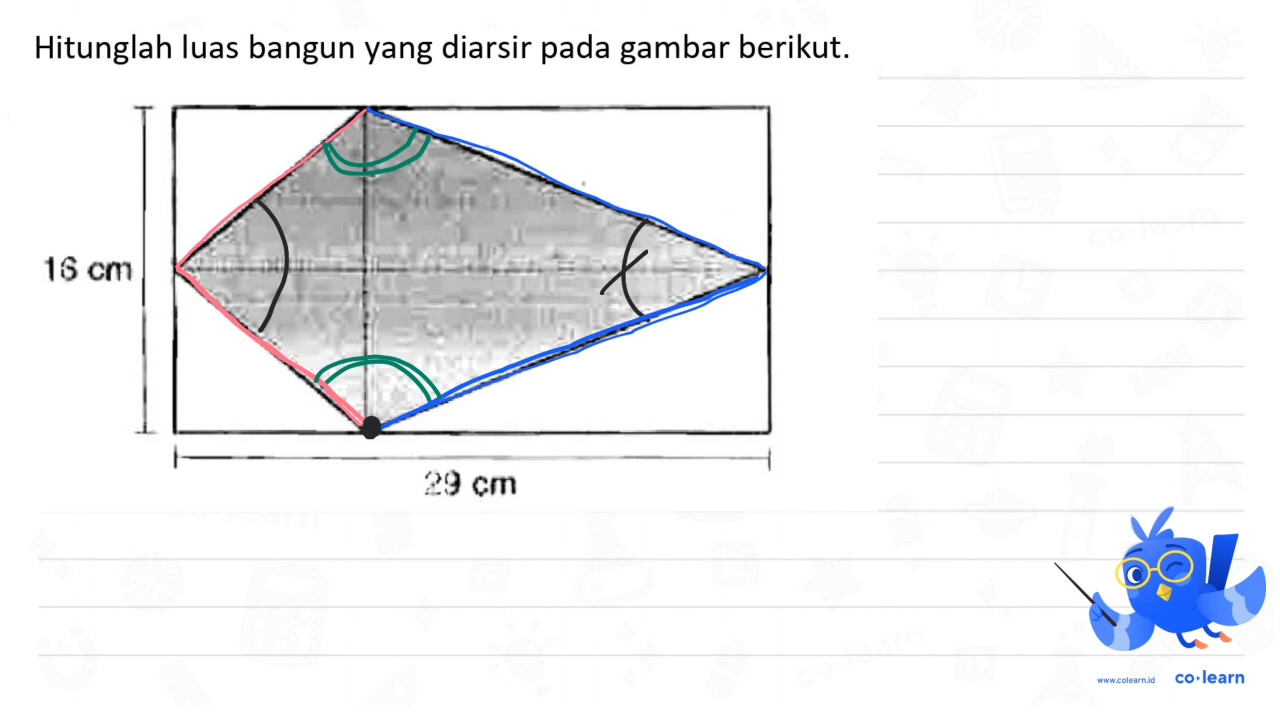 Hitunglah luas bangun yang diarsir pada gambar berikut.
16 cm
29 cm
www.colearn.id
co·learn